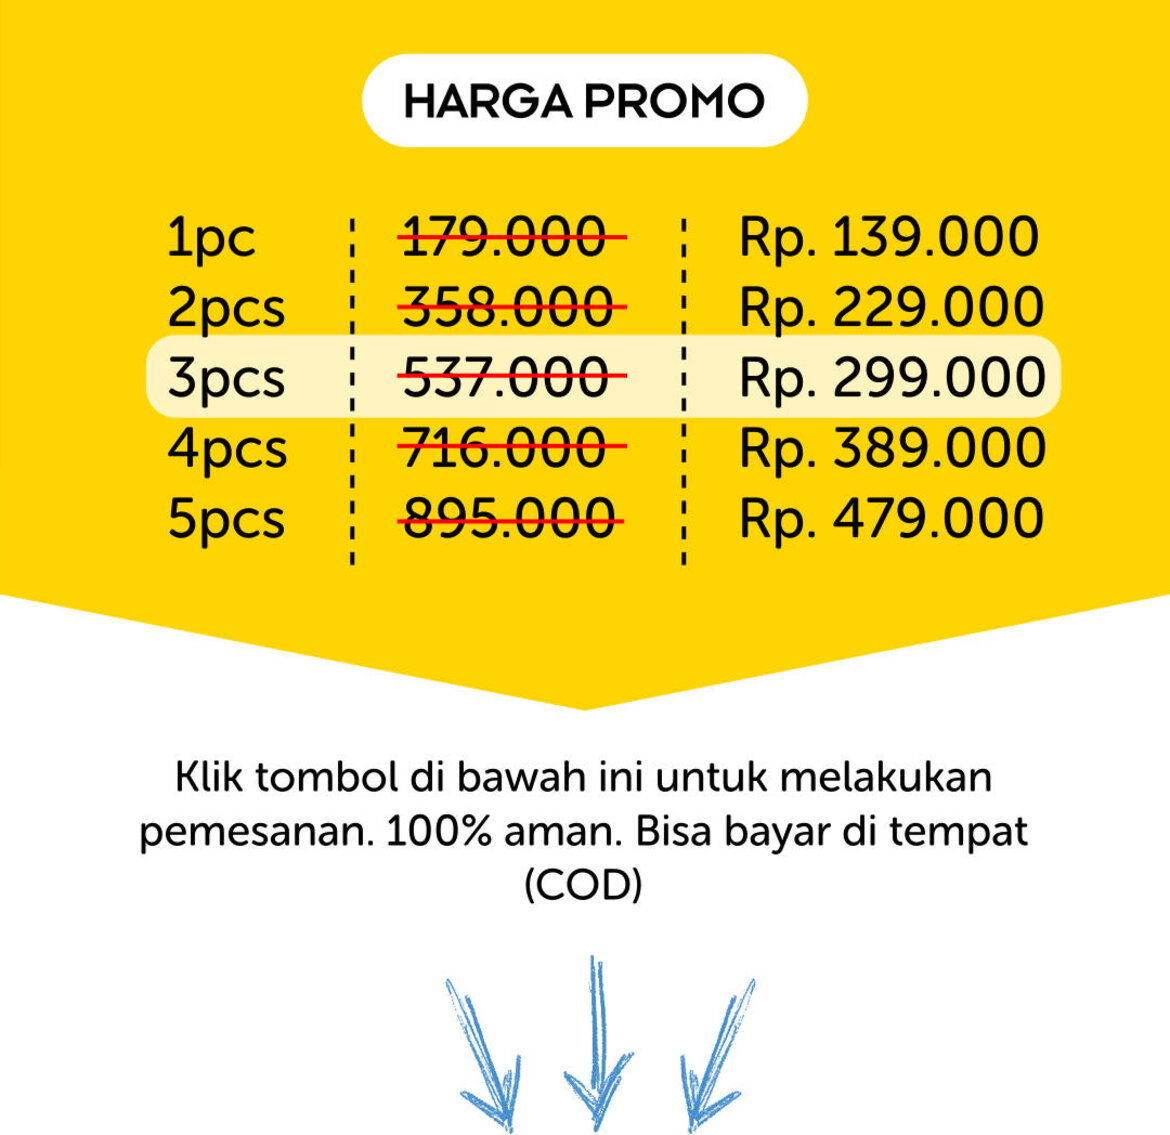 HARGA PROMO
1pc 179.000 Rp. 139.000
2pcs 358.000 Rp. 229.000
3pcs 537.000 Rp. 299.000
4pcs 716.000 Rp. 389.000
5pcs 895.000 Rp. 479.000
Klik tombol di bawah ini untuk melakukan
pemesanan. 100% aman. Bisa bayar di tempat
(COD)